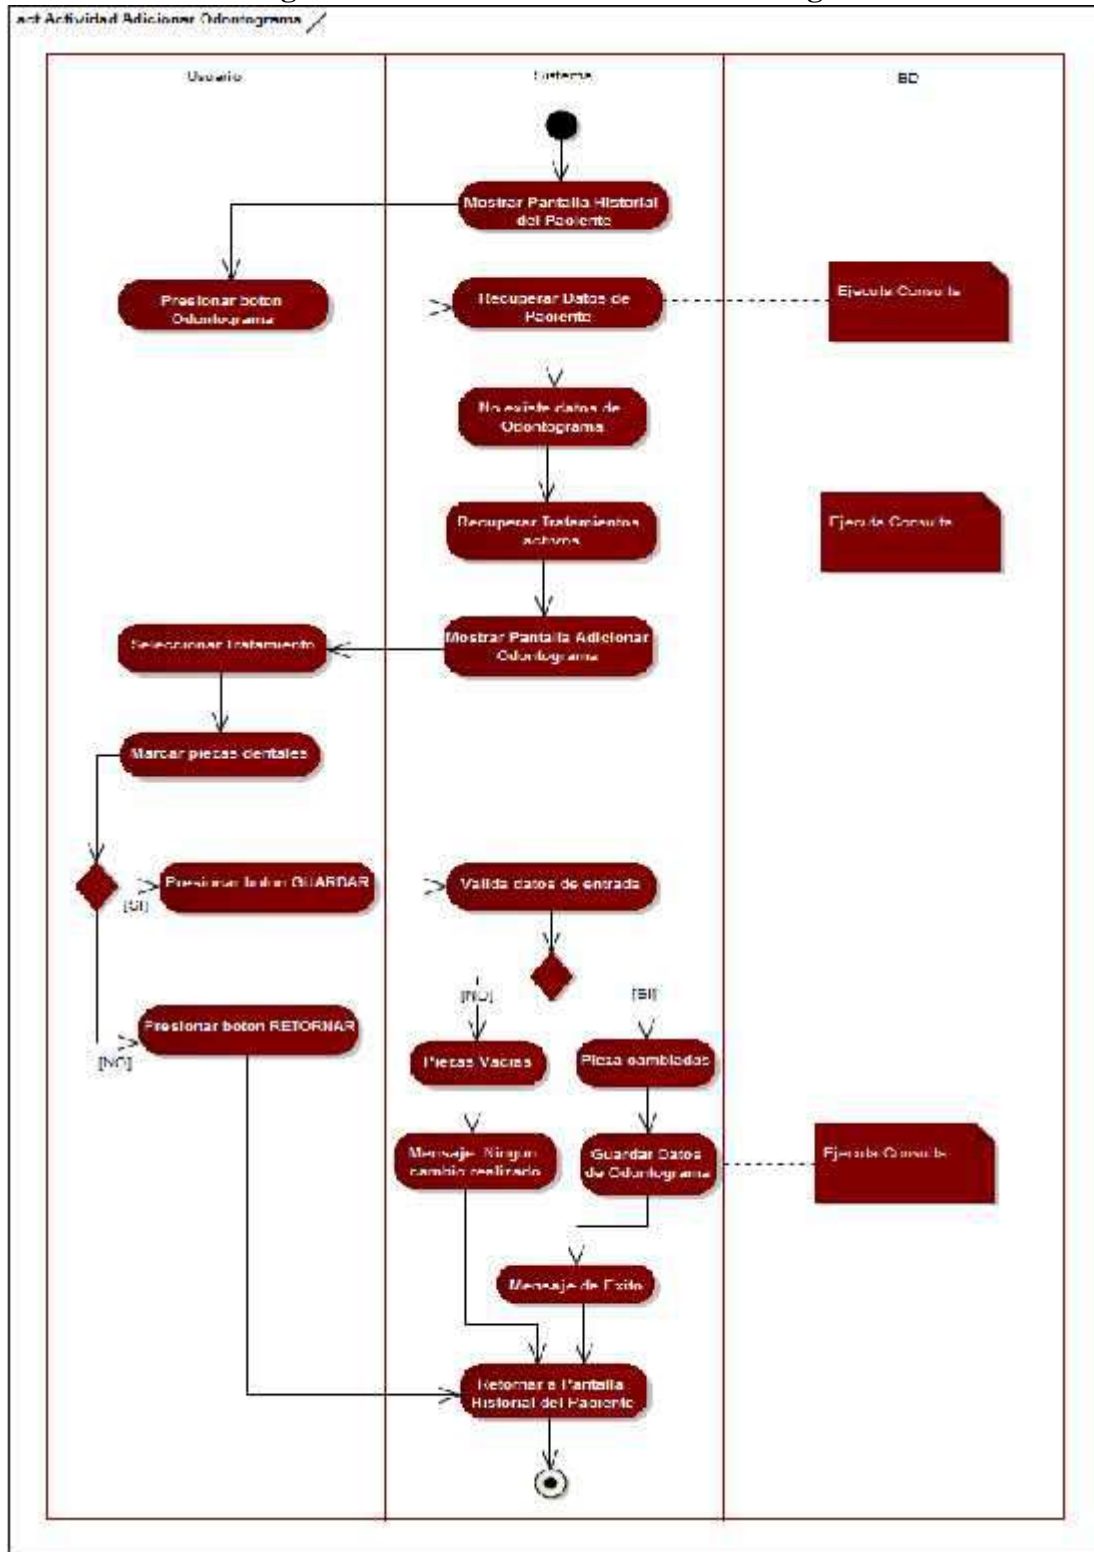 act Actividad Adicionar Odontograma
Usuario
Sistema
BD
Mostrar Pantalla Historial
del Paciente
Presionar boton
Odontograma
Recuperar Datos de
Paciente
Ejecuta Consulta
No existe datos de
Odontograma
Recuperar Tratamientos
activos
Ejecuta Consulta
Mostrar Pantalla Adicionar
Odontograma
Seleccionar Tratamiento
Marcar piezas dentales
Presionar boton GUARDAR
[SI]
Valida datos de entrada
[NO]
[SI]
Presionar boton RETORNAR
[NO]
Piezas Vacias
Pieza cambiadas
Mensaje Ningun
cambio realizado
Guardar Datos
de Odontograma
Ejecuta Consulta
Mensaje de Exito
Retornar a Pantalla
Historial del Paciente